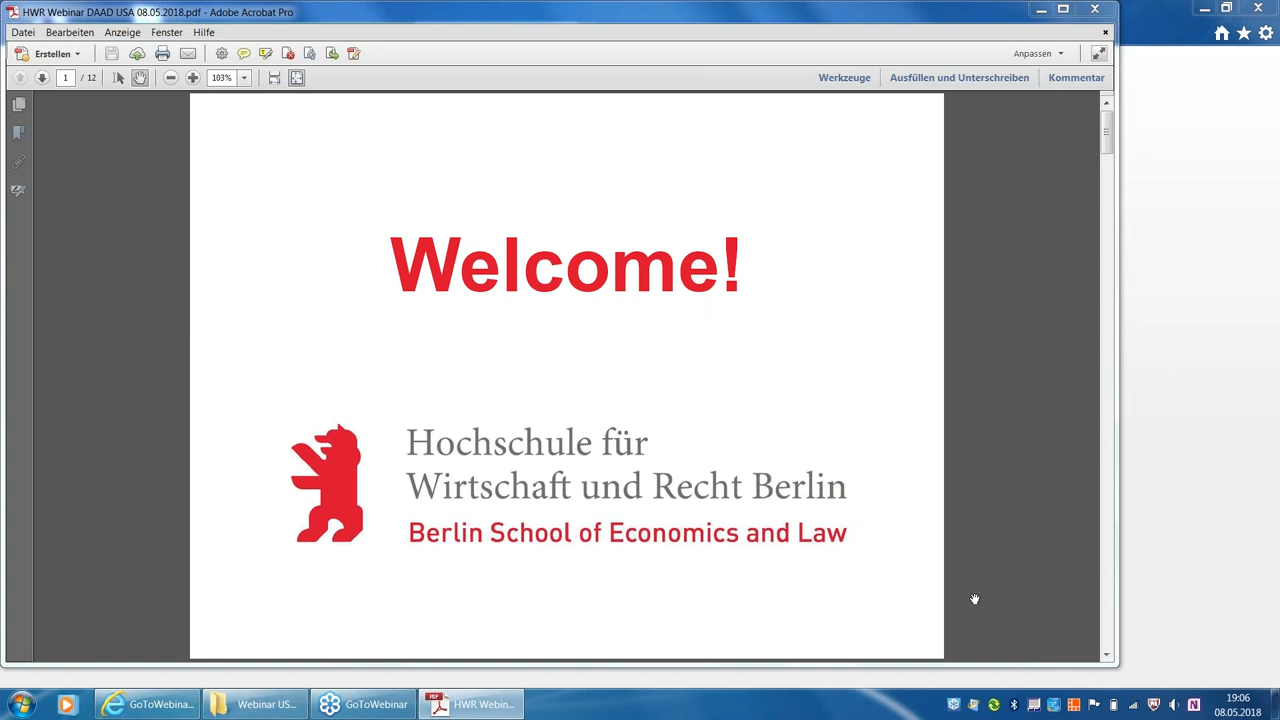 HWR Webinar DAAD USA 08.05.2018.pdf - Adobe Acrobat Pro
Datei Bearbeiten Anzeige Fenster Hilfe
Erstellen Anpassen
1 / 12 103% Werkzeuge Ausfüllen und Unterschreiben Kommentar
Welcome!
Hochschule für
Wirtschaft und Recht Berlin
Berlin School of Economics and Law
GoToWebina... Webinar US... GoToWebinar PDF HWR Webin... N 19:06
08.05.2018